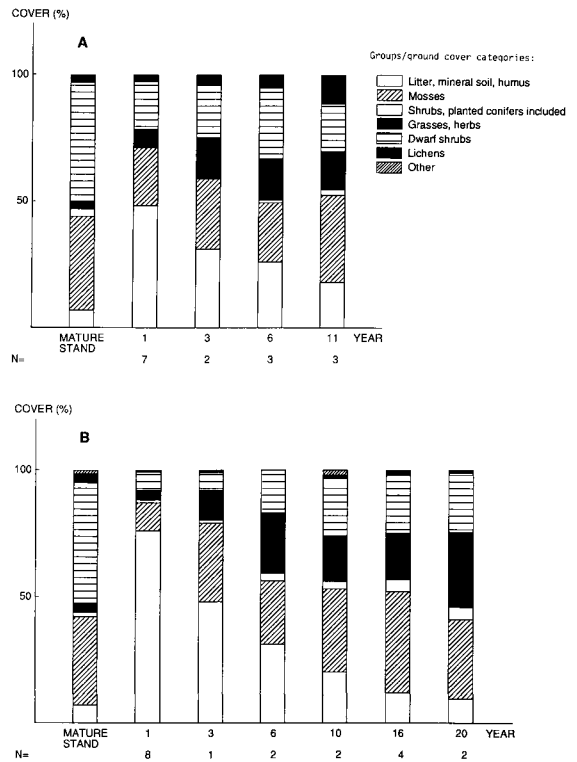 COVER (%)
A
Groups/ground cover categories:
Litter, mineral soil, humus
Mosses
Shrubs, planted conifers included
Grasses, herbs
Dwarf shrubs
Lichens
Other
100
50
MATURE STAND 1 3 6 11 YEAR
N= 7 2 3 3
COVER (%)
B
100
50
MATURE STAND 1 3 6 10 16 20 YEAR
N= 8 1 2 2 4 2